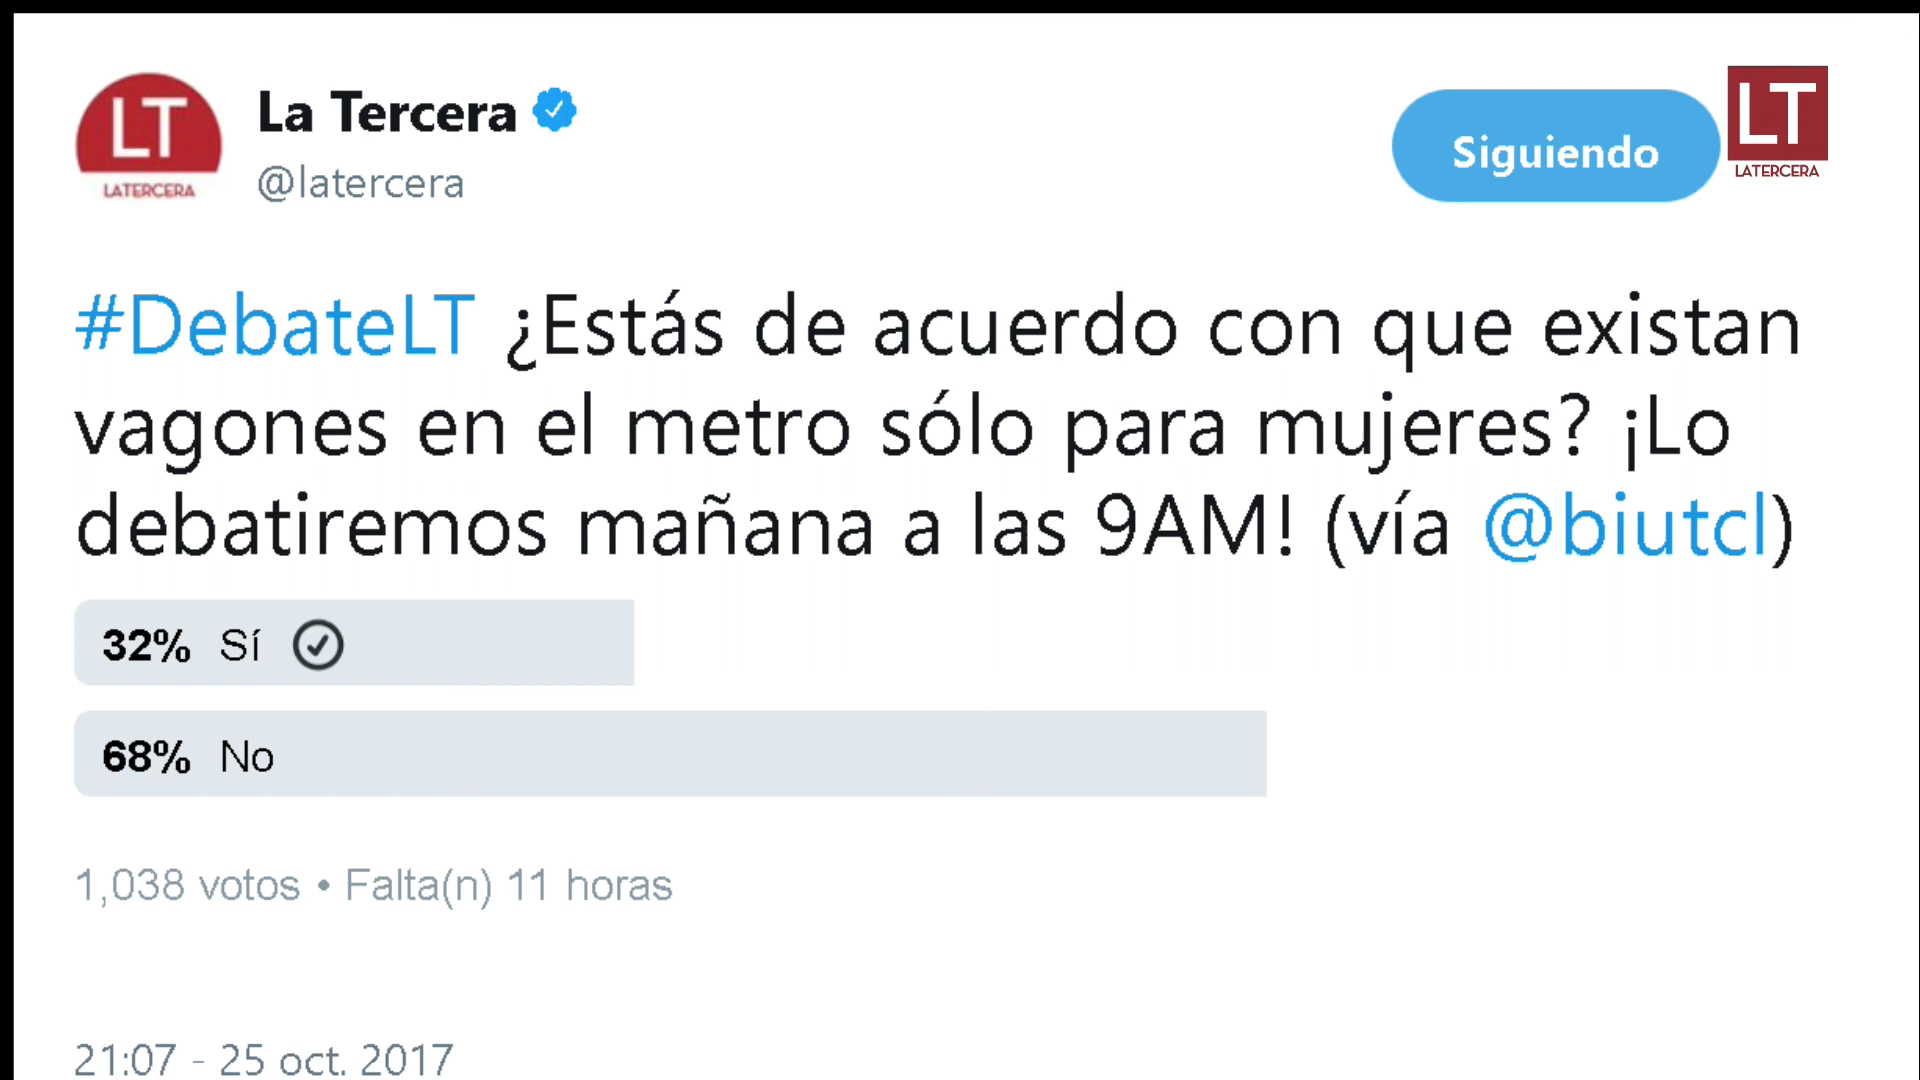 LT
LATERCERA
La Tercera
@latercera
Siguiendo
LT
LATERCERA
#DebateLT ¿Estás de acuerdo con que existan
vagones en el metro sólo para mujeres? ¡Lo
debatiremos mañana a las 9AM! (vía @biutcl)
32% Sí
68% No
1,038 votos • Falta(n) 11 horas
21:07 - 25 oct. 2017